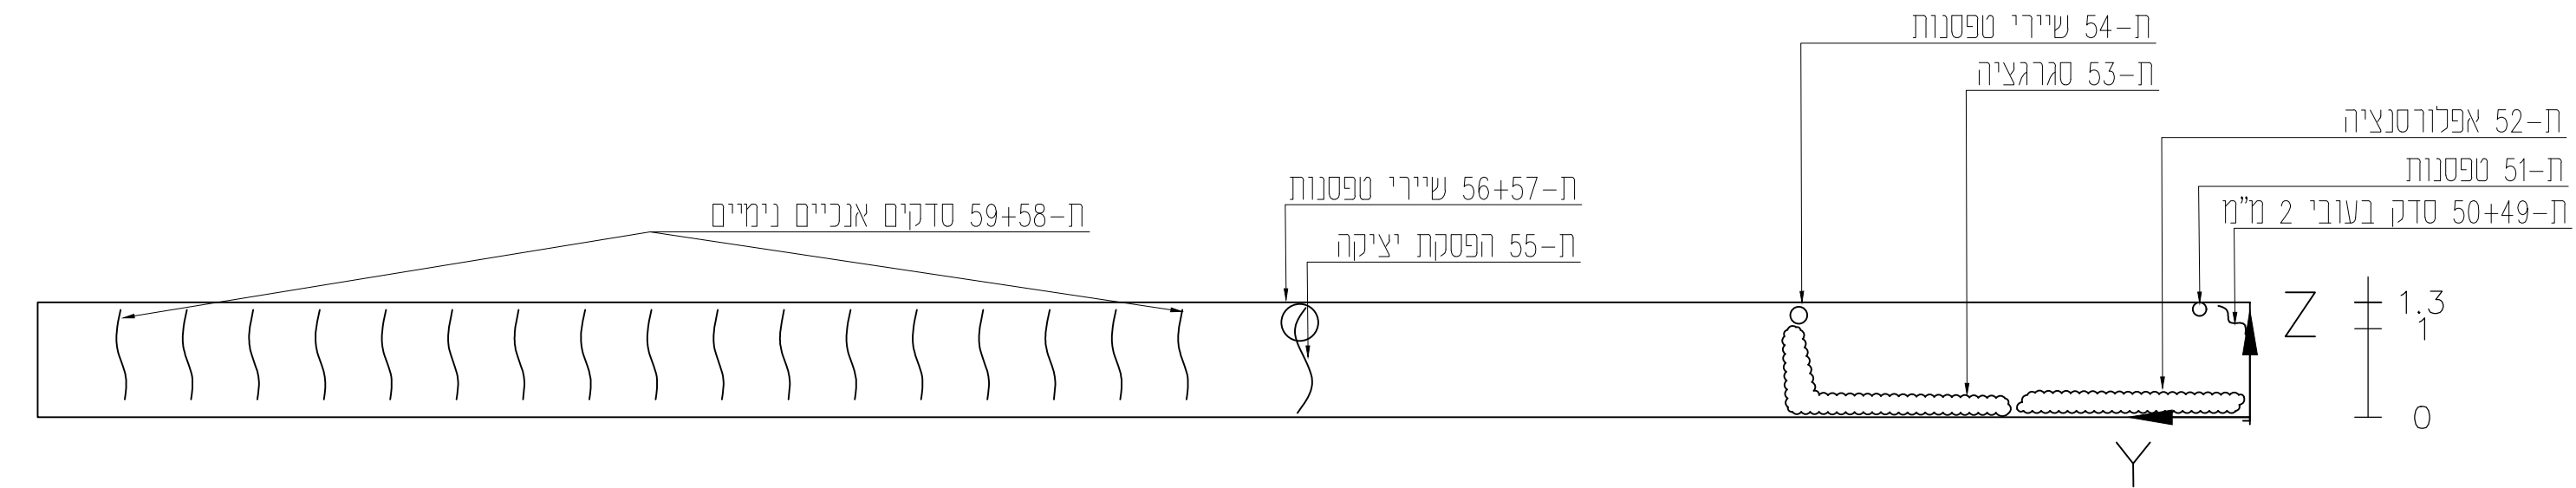 ת-54 שיירי טפסנות
ת-53 סגרגציה
ת-52 אפלורסנציה
ת-51 טפסנות
ת-50+49 סדק בעובי 2 מ"מ
ת-56+57 שיירי טפסנות
ת-55 הפסקת יציקה
ת-59+58 סדקים אנכיים נימיים
Z
1.3
1
0
Y